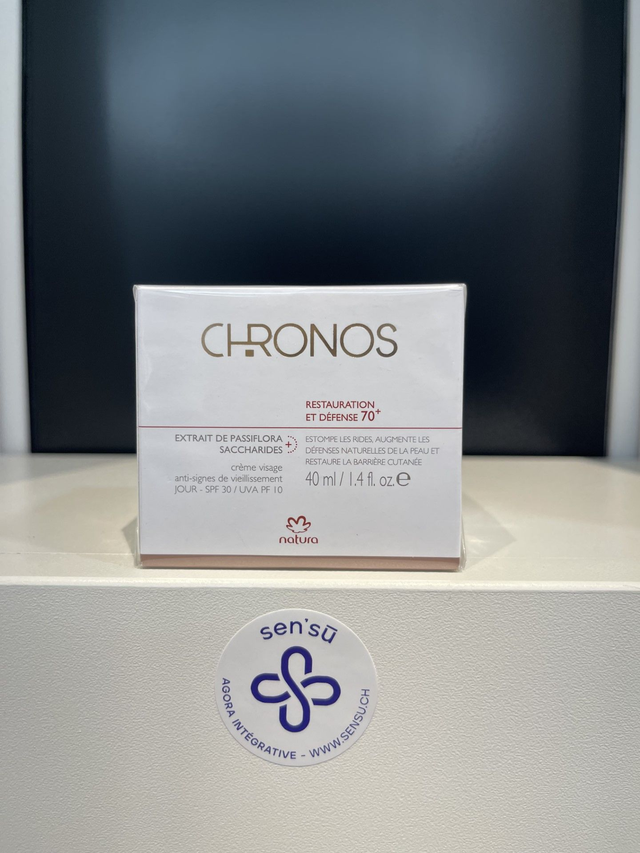 CHRONOS
RESTAURATION
ET DÉFENSE 70+
EXTRAIT DE PASSIFLORA
SACCHARIDES +
crème visage
anti-signes de vieillissement
JOUR - SPF 30 / UVA PF 10
ESTOMPE LES RIDES, AUGMENTE LES
DÉFENSES NATURELLES DE LA PEAU ET
RESTAURE LA BARRIÈRE CUTANÉE
40 ml / 1.4 fl. oz. e
natura
sen'sū
AGORA INTÉGRATIVE - WWW.SENSU.CH